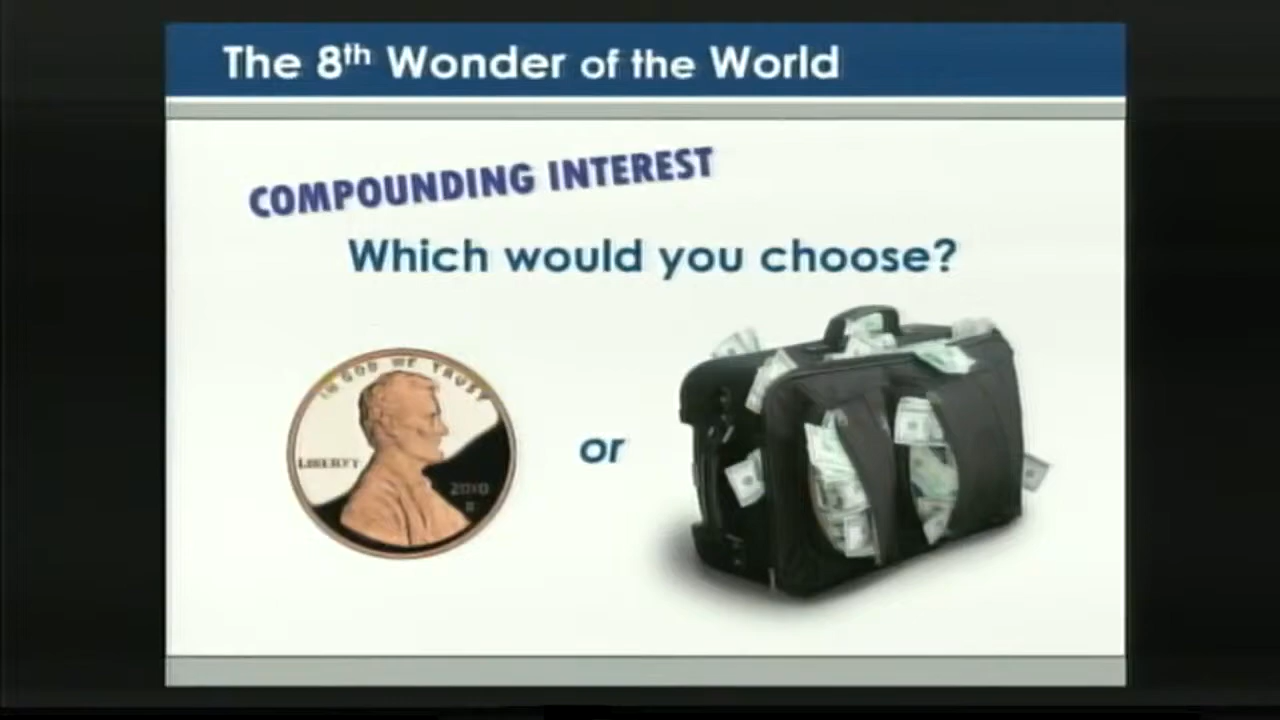 The 8th Wonder of the World
COMPOUNDING INTEREST
Which would you choose?
IN GOD WE TRUST
LIBERTY
2010
or